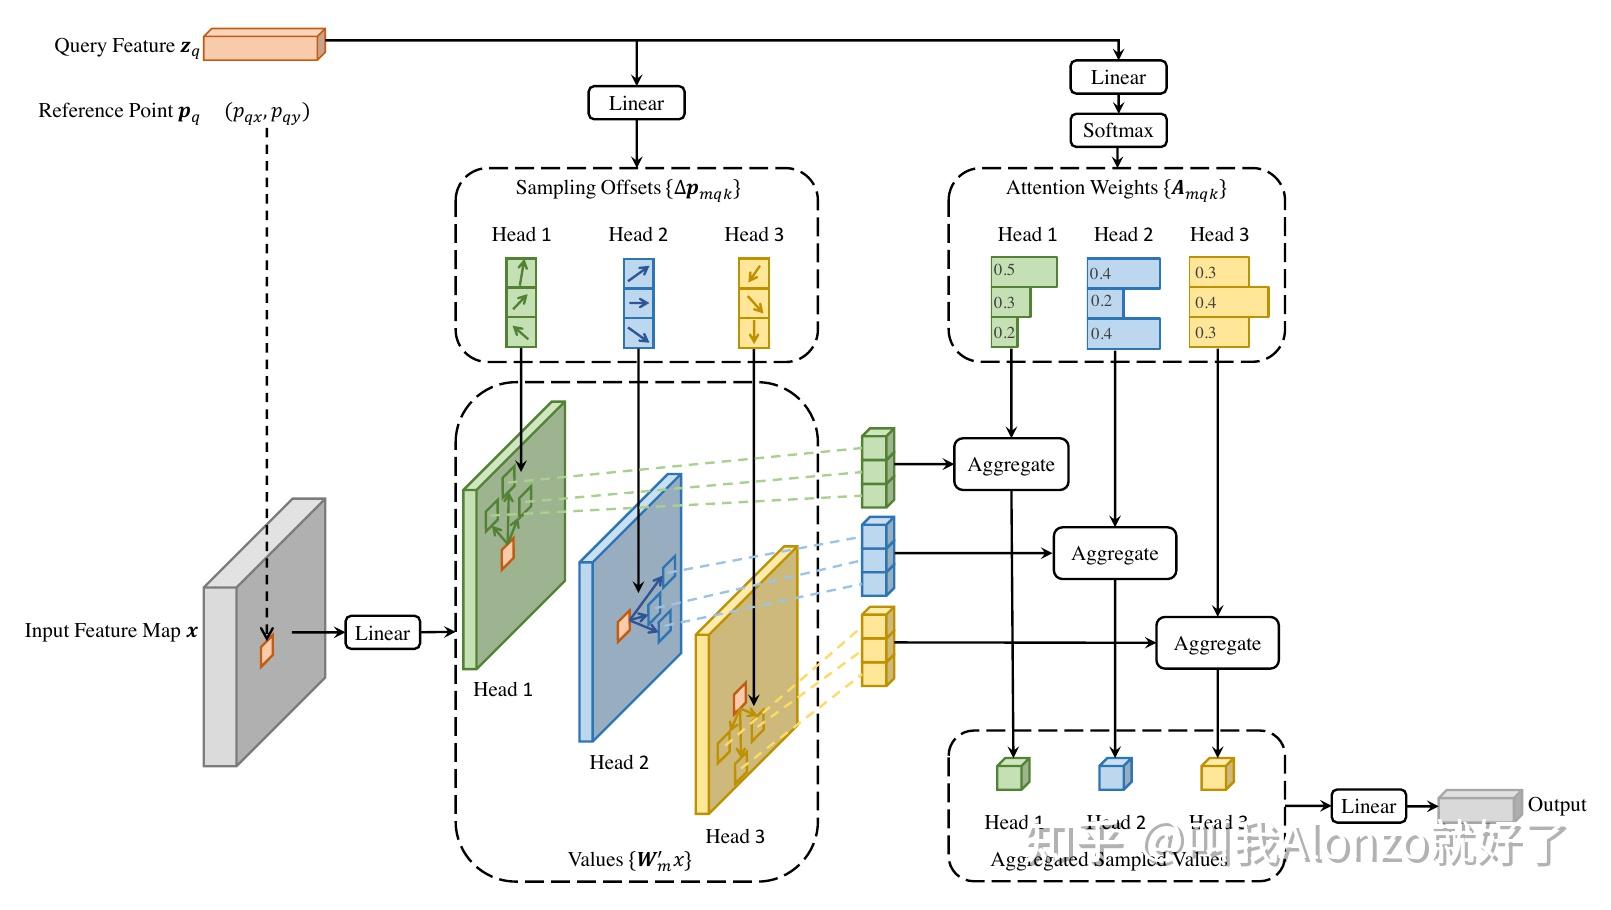 Query Feature z_q
Linear
Reference Point p_q (p_qx, p_qy)
Linear
Softmax
Sampling Offsets {Δp_mqk}
Head 1 Head 2 Head 3
Attention Weights {A_mqk}
Head 1 Head 2 Head 3
0.5 0.4 0.3
0.3 0.2 0.4
0.2 0.4 0.3
Aggregate
Aggregate
Aggregate
Input Feature Map x
Linear
Head 1
Head 2
Head 3
Values {W'_m x}
Head 1 Head 2 Head 3
Aggregated Sampled Values
Linear
Output
知乎 @叫我Alonzo就好了